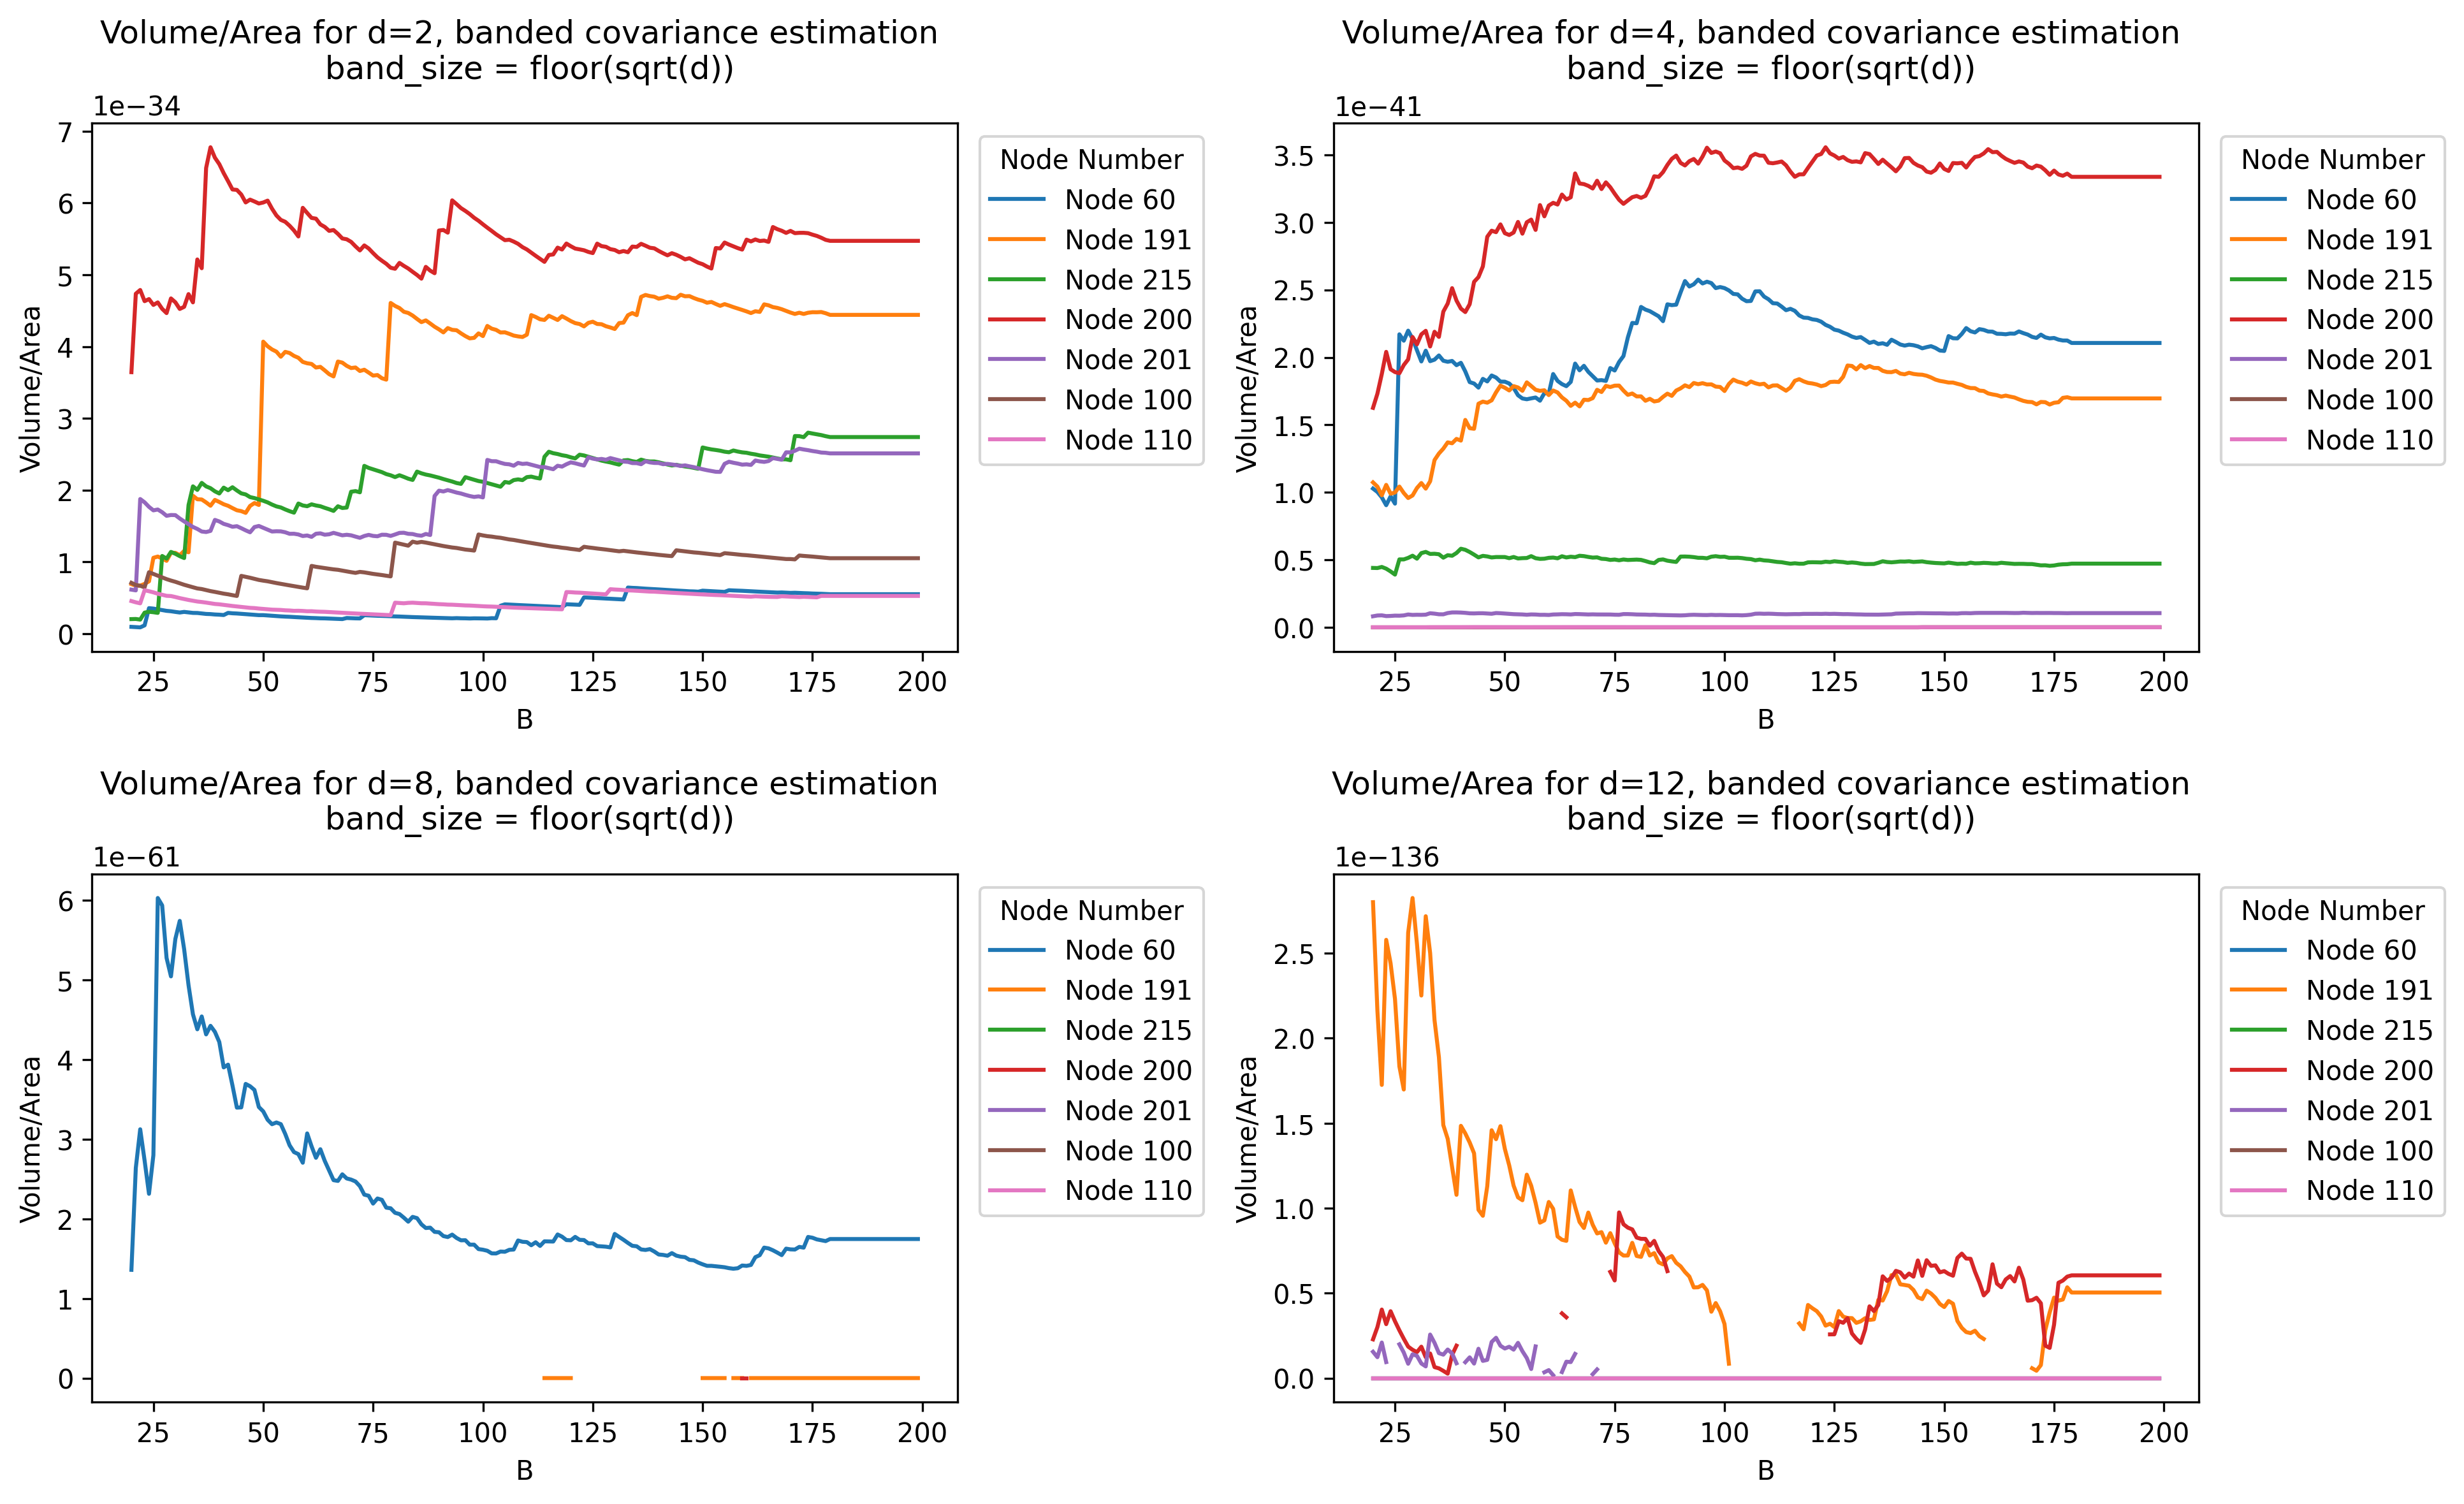 Volume/Area for d=2, banded covariance estimation
band_size = floor(sqrt(d))
1e−34
7
6
5
4
3
2
1
0
Volume/Area
25 50 75 100 125 150 175 200
B
Node Number
Node 60
Node 191
Node 215
Node 200
Node 201
Node 100
Node 110
Volume/Area for d=4, banded covariance estimation
band_size = floor(sqrt(d))
1e−41
3.5
3.0
2.5
2.0
1.5
1.0
0.5
0.0
Volume/Area
25 50 75 100 125 150 175 200
B
Node Number
Node 60
Node 191
Node 215
Node 200
Node 201
Node 100
Node 110
Volume/Area for d=8, banded covariance estimation
band_size = floor(sqrt(d))
1e−61
6
5
4
3
2
1
0
Volume/Area
25 50 75 100 125 150 175 200
B
Node Number
Node 60
Node 191
Node 215
Node 200
Node 201
Node 100
Node 110
Volume/Area for d=12, banded covariance estimation
band_size = floor(sqrt(d))
1e−136
2.5
2.0
1.5
1.0
0.5
0.0
Volume/Area
25 50 75 100 125 150 175 200
B
Node Number
Node 60
Node 191
Node 215
Node 200
Node 201
Node 100
Node 110